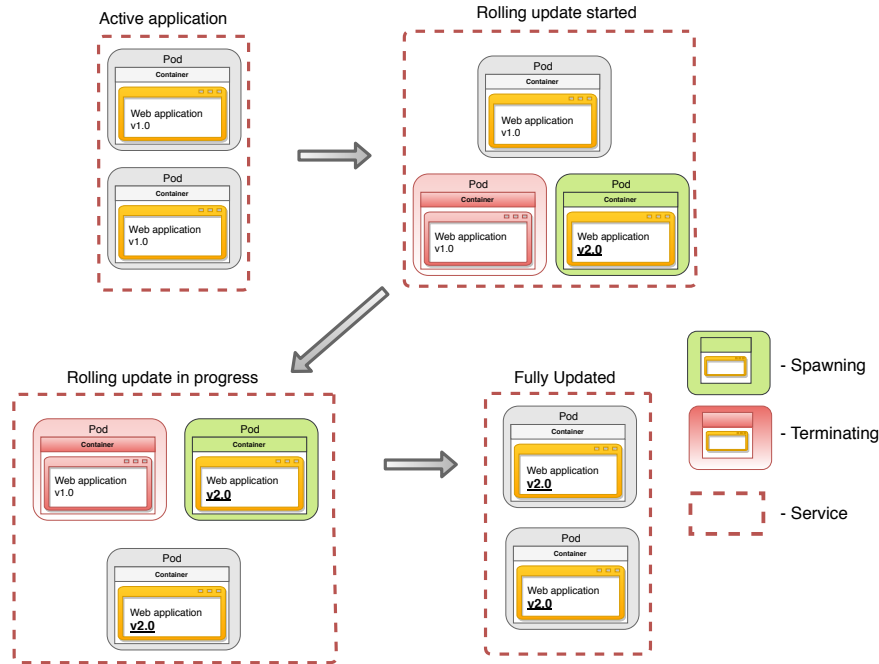 Active application
Pod
Container
Web application
v1.0
Pod
Container
Web application
v1.0
Rolling update started
Pod
Container
Web application
v1.0
Pod
Container
Web application
v1.0
Pod
Container
Web application
v2.0
Rolling update in progress
Pod
Container
Web application
v1.0
Pod
Container
Web application
v2.0
Pod
Container
Web application
v2.0
Fully Updated
Pod
Container
Web application
v2.0
Pod
Container
Web application
v2.0
- Spawning
- Terminating
- Service